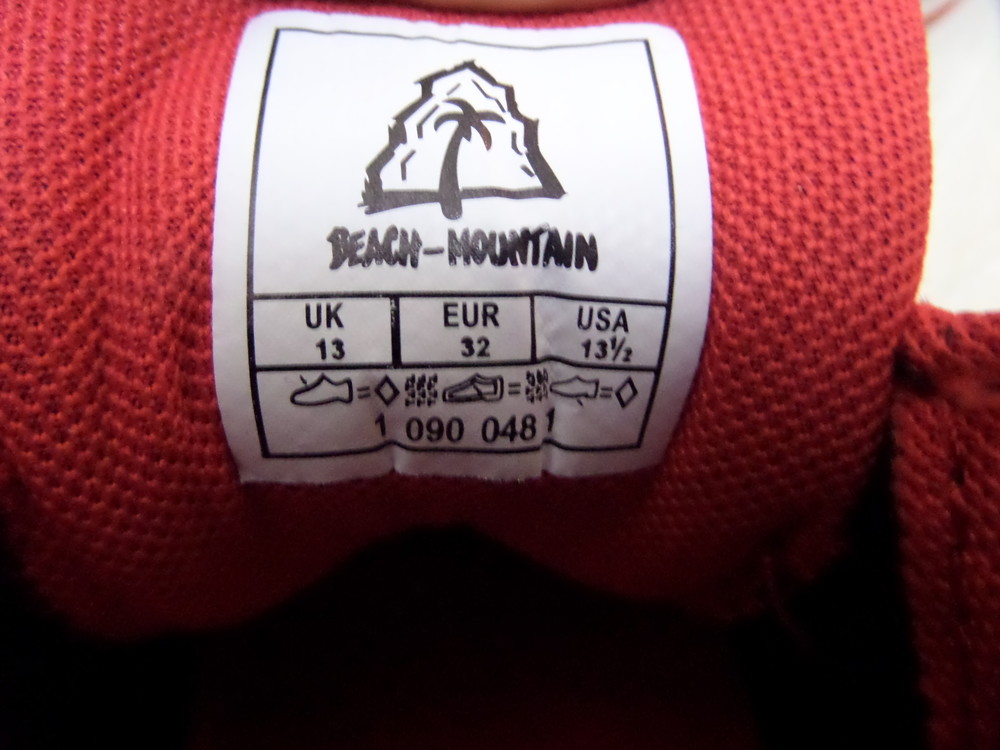 BEACH-MOUNTAIN
UK EUR USA
13 32 13½
= =  =
1 090 048 1